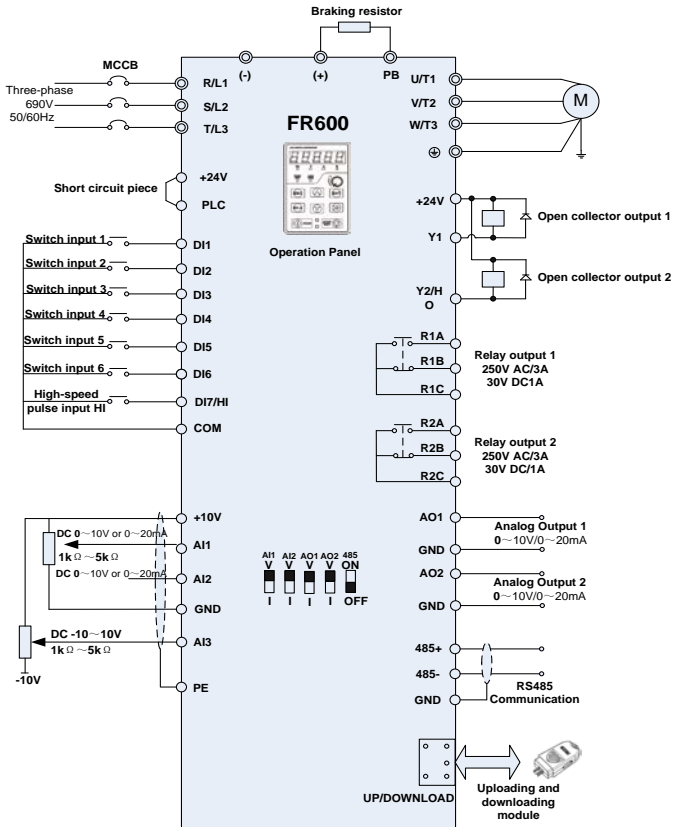 Braking resistor
MCCB
(-)
(+)
PB
Three-phase
690V
50/60Hz
R/L1
S/L2
T/L3
U/T1
V/T2
W/T3
M
FR600
Operation Panel
Short circuit piece
+24V
PLC
+24V
Y1
Open collector output 1
Y2/H
O
Open collector output 2
Switch input 1
DI1
Switch input 2
DI2
Switch input 3
DI3
Switch input 4
DI4
Switch input 5
DI5
Switch input 6
DI6
High-speed
pulse input HI
DI7/HI
COM
R1A
R1B
R1C
Relay output 1
250V AC/3A
30V DC1A
R2A
R2B
R2C
Relay output 2
250V AC/3A
30V DC/1A
+10V
DC 0～10V or 0～20mA
AI1
1kΩ～5kΩ
DC 0～10V or 0～20mA
AI2
GND
DC -10～10V
AI3
1kΩ～5kΩ
-10V
PE
AI1 AI2 AO1 AO2 485
V V V V ON
I I I I OFF
AO1
Analog Output 1
0～10V/0～20mA
GND
AO2
Analog Output 2
0～10V/0～20mA
GND
485+
485-
GND
RS485
Communication
UP/DOWNLOAD
Uploading and
downloading
module